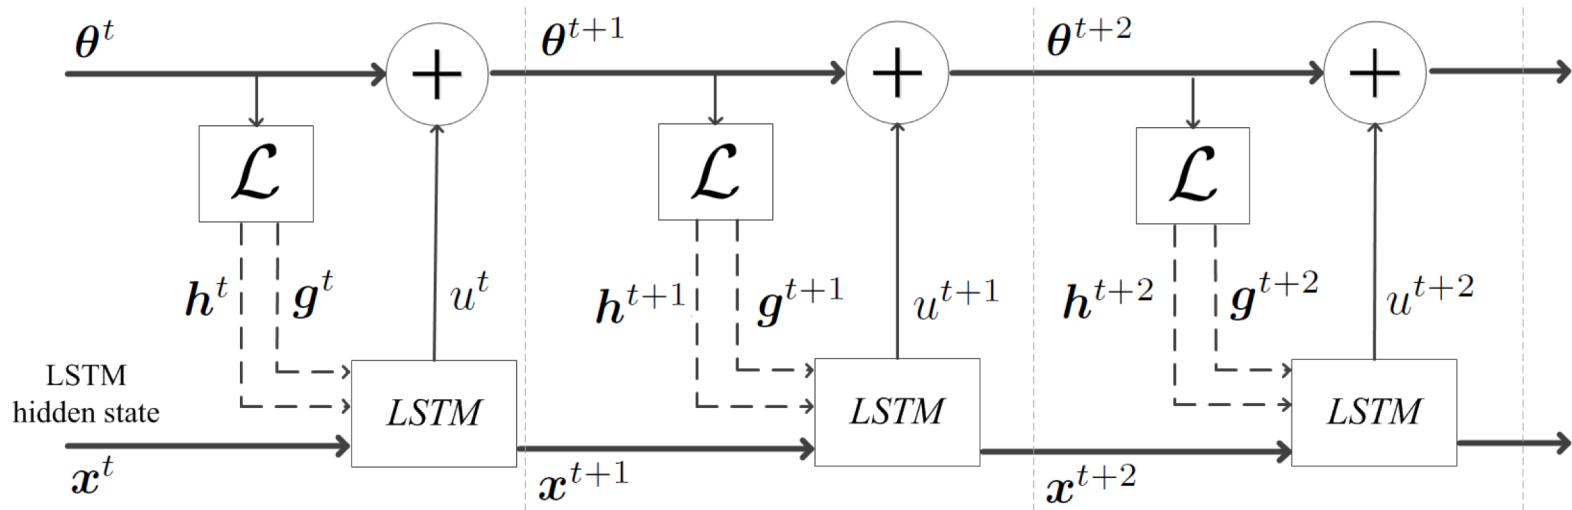 θ^t + θ^{t+1} + θ^{t+2} +
ℒ ℒ ℒ
h^t g^t u^t h^{t+1} g^{t+1} u^{t+1} h^{t+2} g^{t+2} u^{t+2}
LSTM
hidden state
LSTM LSTM LSTM
x^t x^{t+1} x^{t+2}